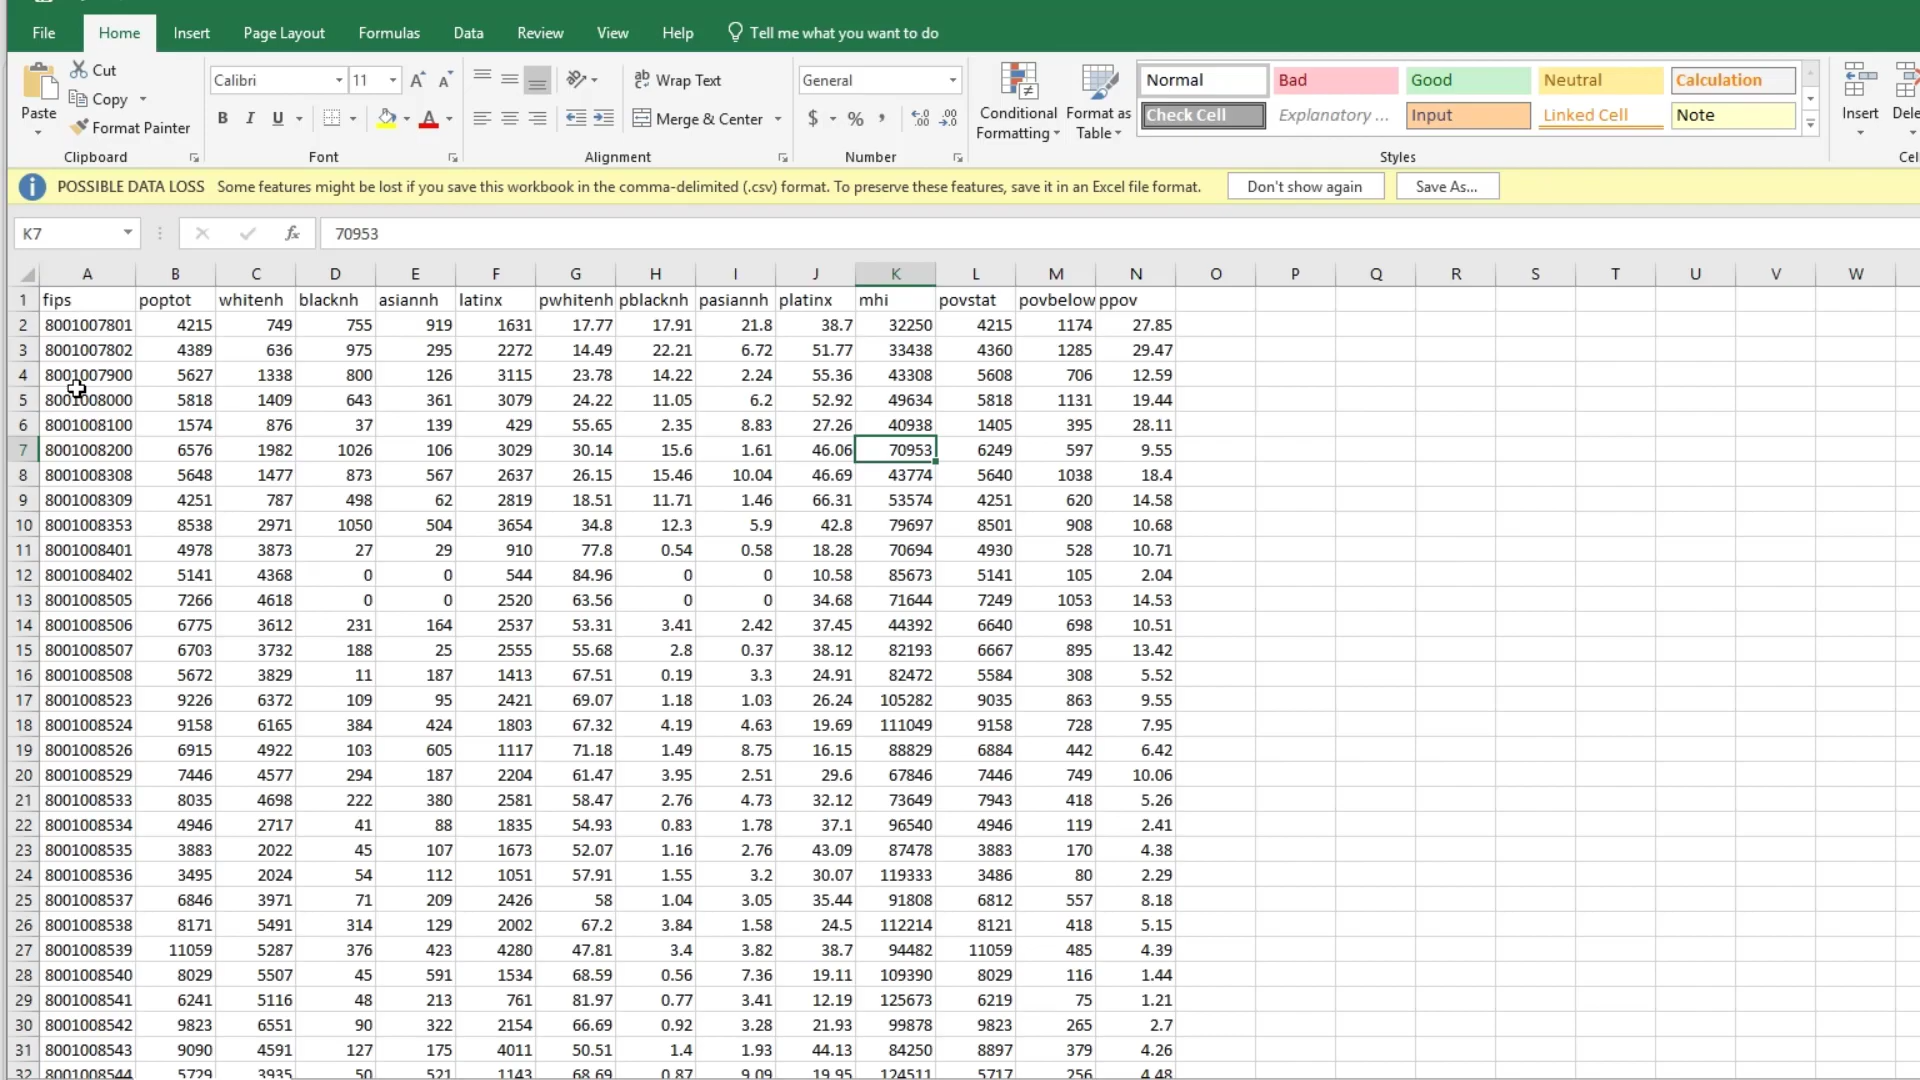 File Home Insert Page Layout Formulas Data Review View Help Tell me what you want to do
Cut
Copy
Format Painter
Paste
Clipboard
Calibri 11
B I U A
Font
Wrap Text
Merge & Center
Alignment
General
$ % ,
Number
Conditional Formatting
Format as Table
Normal Bad Good Neutral Calculation
Check Cell Explanatory ... Input Linked Cell Note
Styles
Insert
POSSIBLE DATA LOSS Some features might be lost if you save this workbook in the comma-delimited (.csv) format. To preserve these features, save it in an Excel file format. Don't show again Save As...
K7 fx 70953
A B C D E F G H I J K L M N O P Q R S T U V W
1 fips poptot whitenh blacknh asiannh latinx pwhitenh pblacknh pasiannh platinx mhi povstat povbelow ppov
2 8001007801 4215 749 755 919 1631 17.77 17.91 21.8 38.7 32250 4215 1174 27.85
3 8001007802 4389 636 975 295 2272 14.49 22.21 6.72 51.77 33438 4360 1285 29.47
4 8001007900 5627 1338 800 126 3115 23.78 14.22 2.24 55.36 43308 5608 706 12.59
5 8001008000 5818 1409 643 361 3079 24.22 11.05 6.2 52.92 49634 5818 1131 19.44
6 8001008100 1574 876 37 139 429 55.65 2.35 8.83 27.26 40938 1405 395 28.11
7 8001008200 6576 1982 1026 106 3029 30.14 15.6 1.61 46.06 70953 6249 597 9.55
8 8001008308 5648 1477 873 567 2637 26.15 15.46 10.04 46.69 43774 5640 1038 18.4
9 8001008309 4251 787 498 62 2819 18.51 11.71 1.46 66.31 53574 4251 620 14.58
10 8001008353 8538 2971 1050 504 3654 34.8 12.3 5.9 42.8 79697 8501 908 10.68
11 8001008401 4978 3873 27 29 910 77.8 0.54 0.58 18.28 70694 4930 528 10.71
12 8001008402 5141 4368 0 0 544 84.96 0 0 10.58 85673 5141 105 2.04
13 8001008505 7266 4618 0 0 2520 63.56 0 0 34.68 71644 7249 1053 14.53
14 8001008506 6775 3612 231 164 2537 53.31 3.41 2.42 37.45 44392 6640 698 10.51
15 8001008507 6703 3732 188 25 2555 55.68 2.8 0.37 38.12 82193 6667 895 13.42
16 8001008508 5672 3829 11 187 1413 67.51 0.19 3.3 24.91 82472 5584 308 5.52
17 8001008523 9226 6372 109 95 2421 69.07 1.18 1.03 26.24 105282 9035 863 9.55
18 8001008524 9158 6165 384 424 1803 67.32 4.19 4.63 19.69 111049 9158 728 7.95
19 8001008526 6915 4922 103 605 1117 71.18 1.49 8.75 16.15 88829 6884 442 6.42
20 8001008529 7446 4577 294 187 2204 61.47 3.95 2.51 29.6 67846 7446 749 10.06
21 8001008533 8035 4698 222 380 2581 58.47 2.76 4.73 32.12 73649 7943 418 5.26
22 8001008534 4946 2717 41 88 1835 54.93 0.83 1.78 37.1 96540 4946 119 2.41
23 8001008535 3883 2022 45 107 1673 52.07 1.16 2.76 43.09 87478 3883 170 4.38
24 8001008536 3495 2024 54 112 1051 57.91 1.55 3.2 30.07 119333 3486 80 2.29
25 8001008537 6846 3971 71 209 2426 58 1.04 3.05 35.44 91808 6812 557 8.18
26 8001008538 8171 5491 314 129 2002 67.2 3.84 1.58 24.5 112214 8121 418 5.15
27 8001008539 11059 5287 376 423 4280 47.81 3.4 3.82 38.7 94482 11059 485 4.39
28 8001008540 8029 5507 45 591 1534 68.59 0.56 7.36 19.11 109390 8029 116 1.44
29 8001008541 6241 5116 48 213 761 81.97 0.77 3.41 12.19 125673 6219 75 1.21
30 8001008542 9823 6551 90 322 2154 66.69 0.92 3.28 21.93 99878 9823 265 2.7
31 8001008543 9090 4591 127 175 4011 50.51 1.4 1.93 44.13 84250 8897 379 4.26
32 8001008544 5729 3935 50 521 1143 68.69 0.87 9.09 19.95 124511 5717 256 4.48